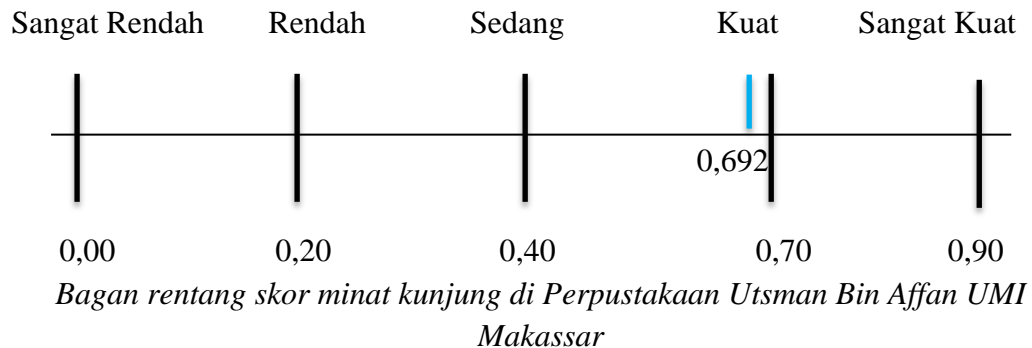 Sangat Rendah Rendah Sedang Kuat Sangat Kuat
0,692
0,00 0,20 0,40 0,70 0,90
Bagan rentang skor minat kunjung di Perpustakaan Utsman Bin Affan UMI
Makassar